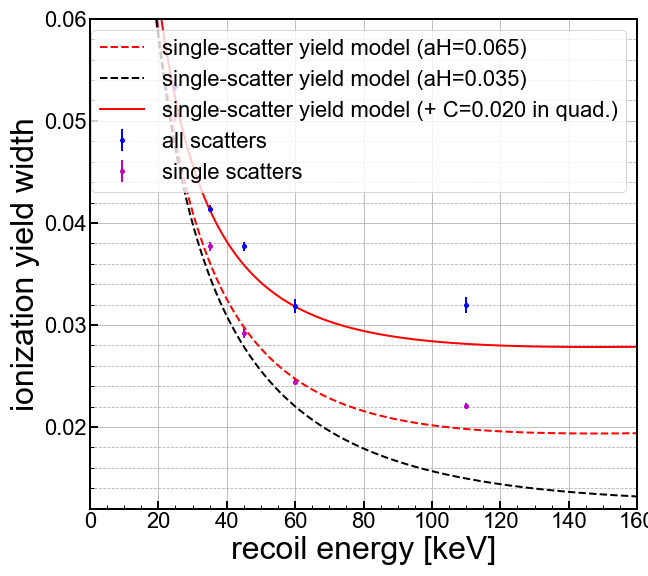 0.06
0.05
0.04
0.03
0.02
ionization yield width
single-scatter yield model (aH=0.065)
single-scatter yield model (aH=0.035)
single-scatter yield model (+ C=0.020 in quad.)
all scatters
single scatters
0 20 40 60 80 100 120 140 160
recoil energy [keV]